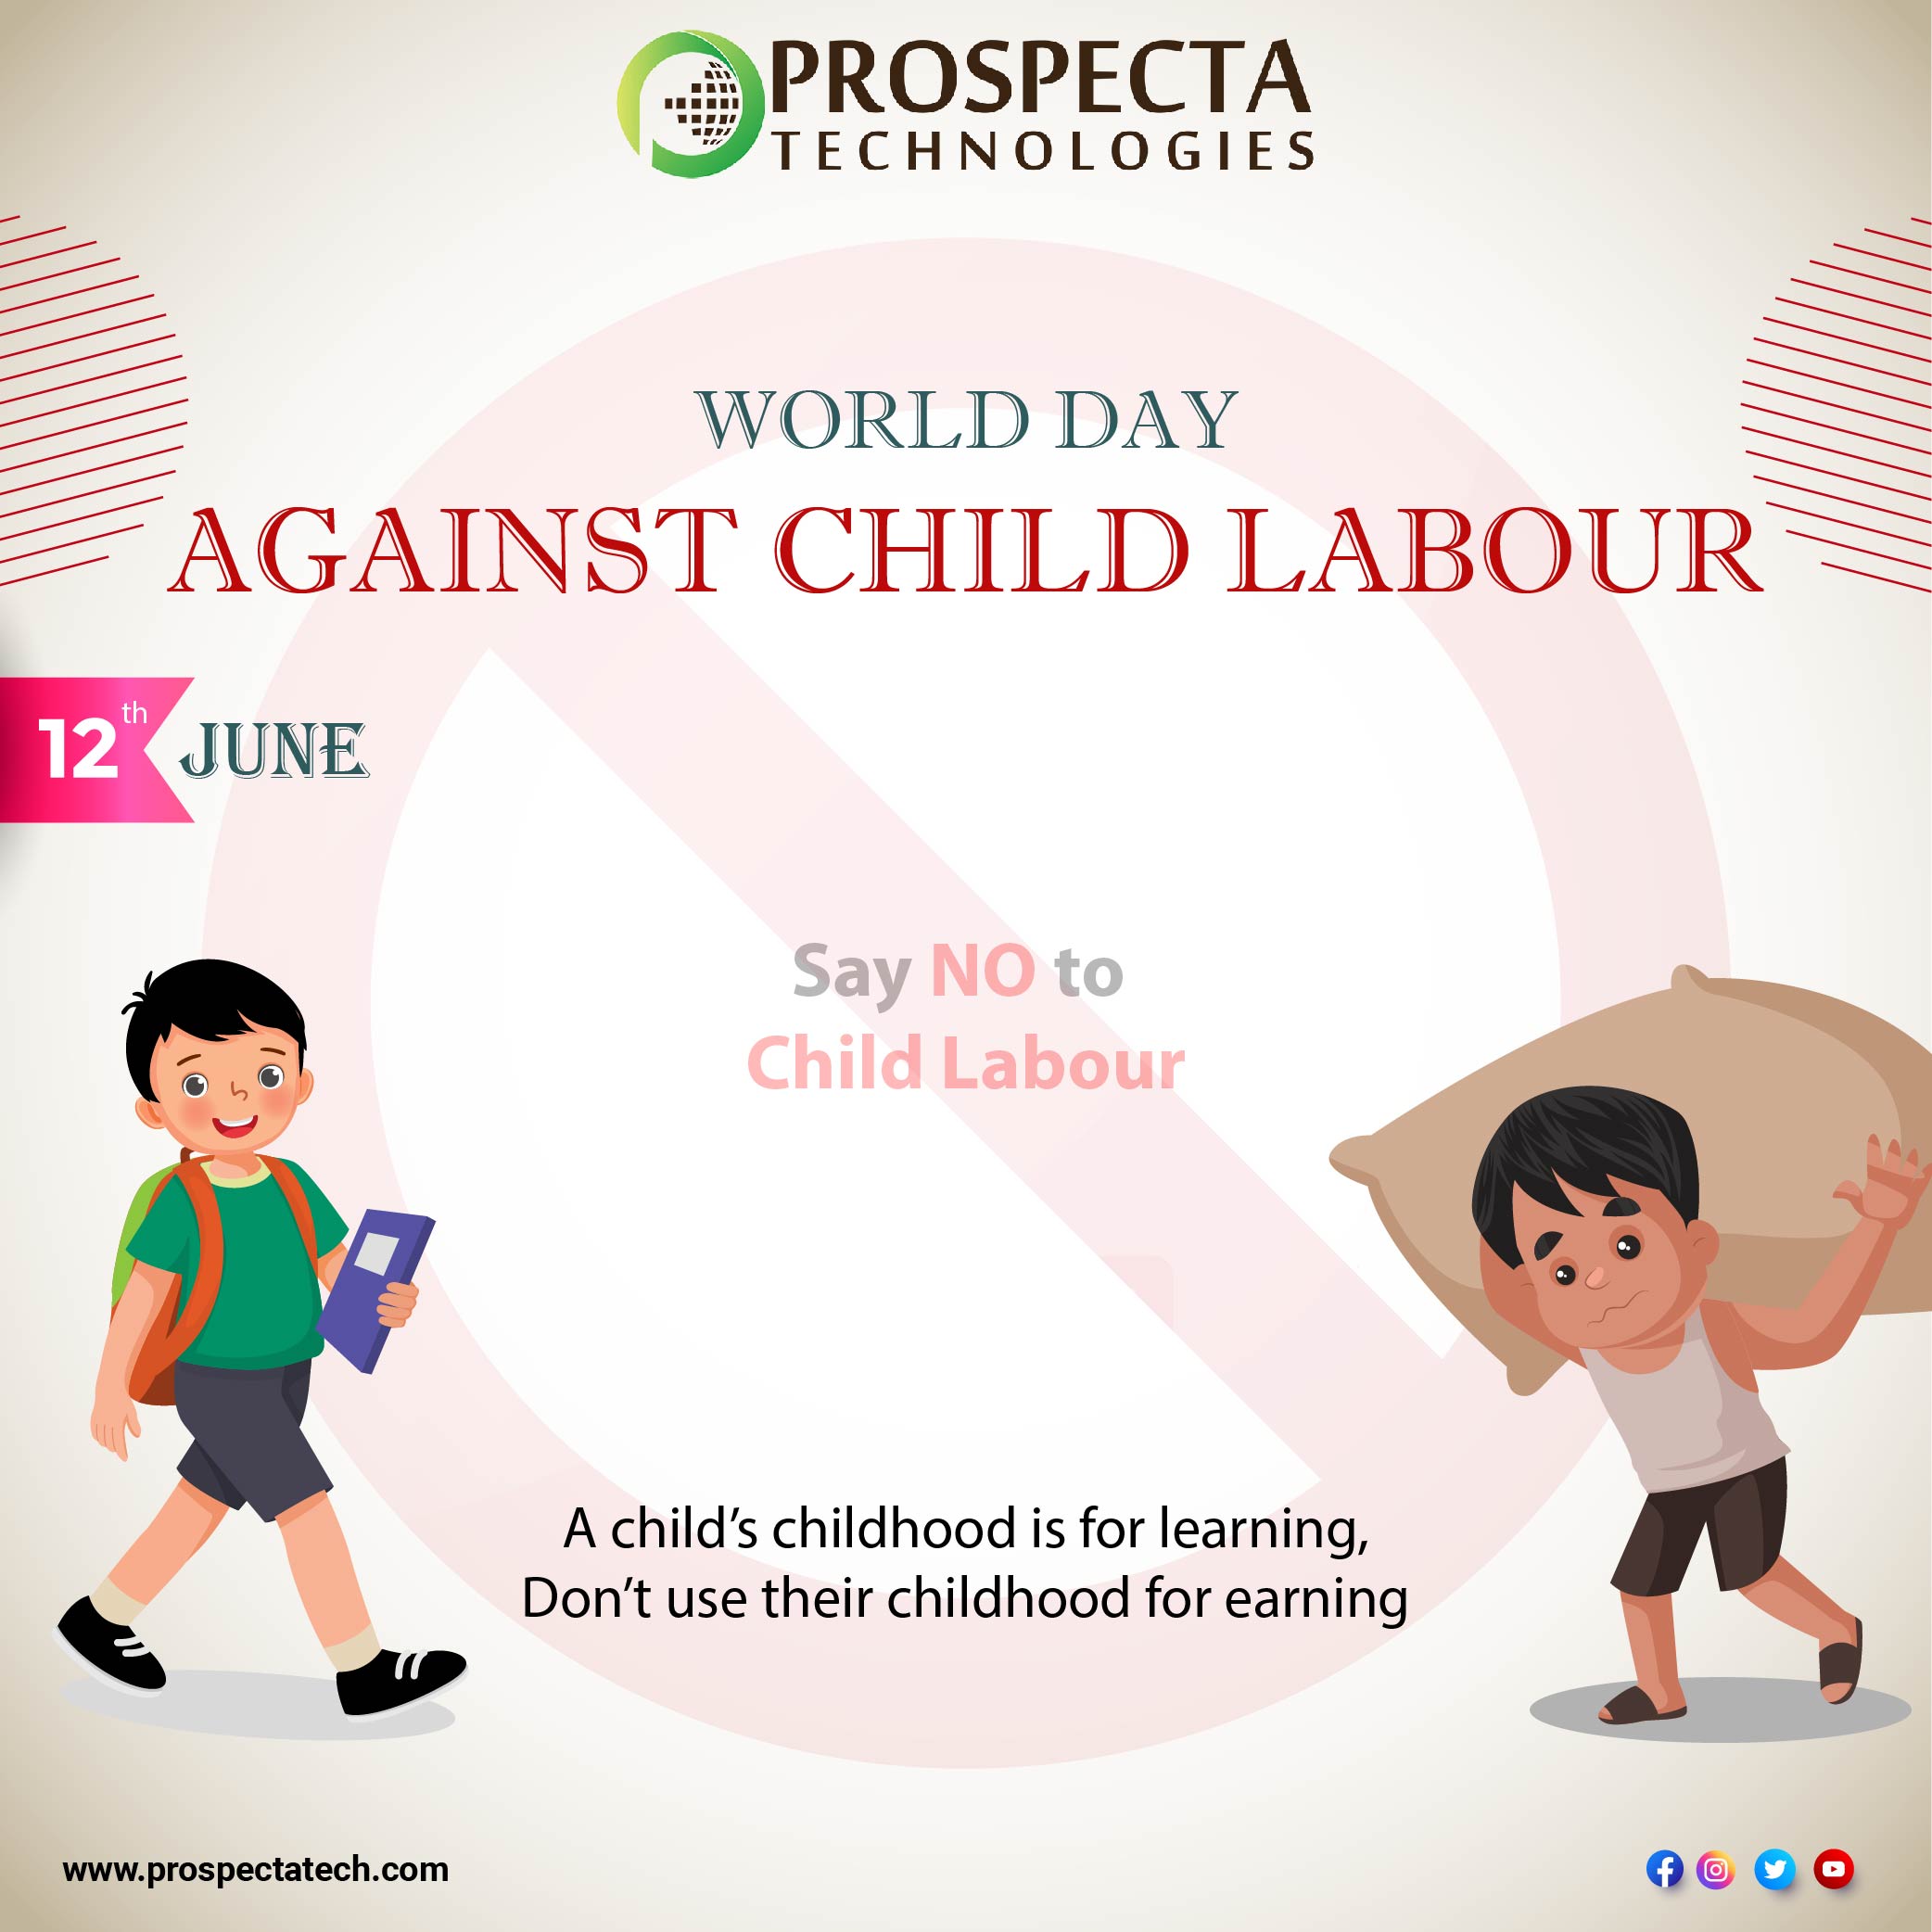 PROSPECTA
TECHNOLOGIES
WORLD DAY
AGAINST CHILD LABOUR
12th JUNE
Say NO to
Child Labour
A child’s childhood is for learning,
Don’t use their childhood for earning
www.prospectatech.com